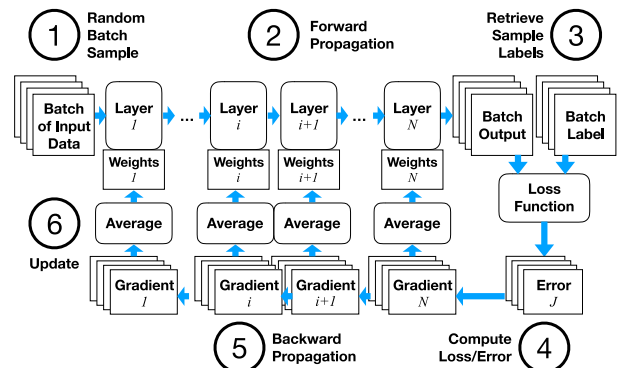 1
Random
Batch
Sample
2
Forward
Propagation
Retrieve
Sample
Labels
3
Batch
of Input
Data
Layer
1
...
Layer
i
Layer
i+1
...
Layer
N
Batch
Output
Batch
Label
Weights
1
Weights
i
Weights
i+1
Weights
N
Loss
Function
6
Update
Average
Average
Average
Average
Gradient
1
Gradient
i
Gradient
i+1
Gradient
N
Error
J
5
Backward
Propagation
Compute
Loss/Error
4